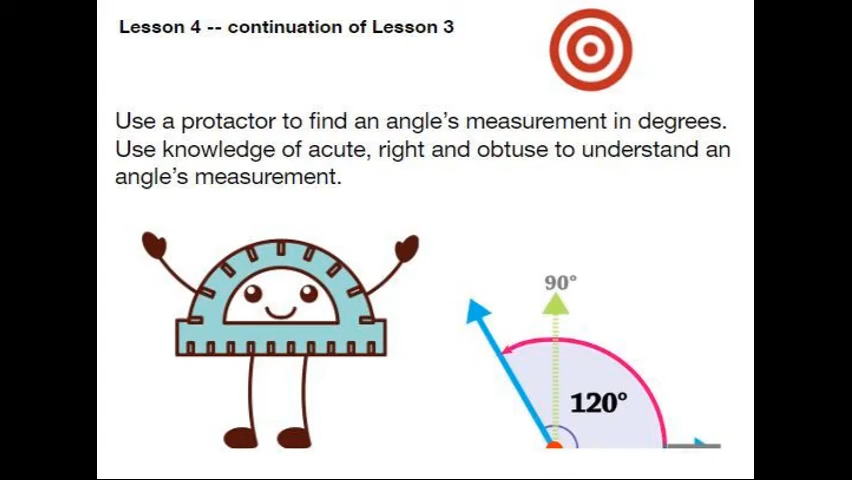 Lesson 4 -- continuation of Lesson 3
Use a protactor to find an angle's measurement in degrees.
Use knowledge of acute, right and obtuse to understand an
angle's measurement.
90°
120°